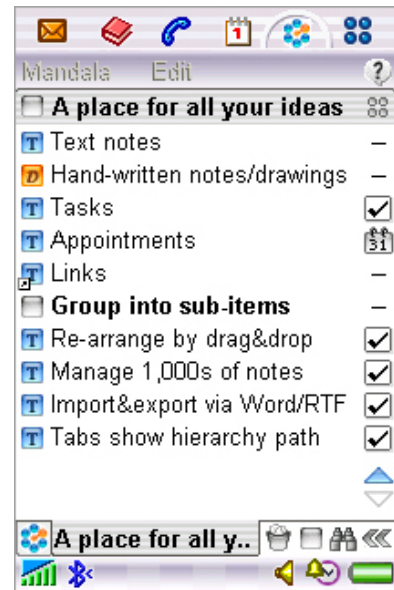 1
Mandala Edit ?
A place for all your ideas
T Text notes
D Hand-written notes/drawings
T Tasks
T Appointments 31
T Links
Group into sub-items
T Re-arrange by drag&drop
T Manage 1,000s of notes
T Import&export via Word/RTF
T Tabs show hierarchy path
A place for all y..